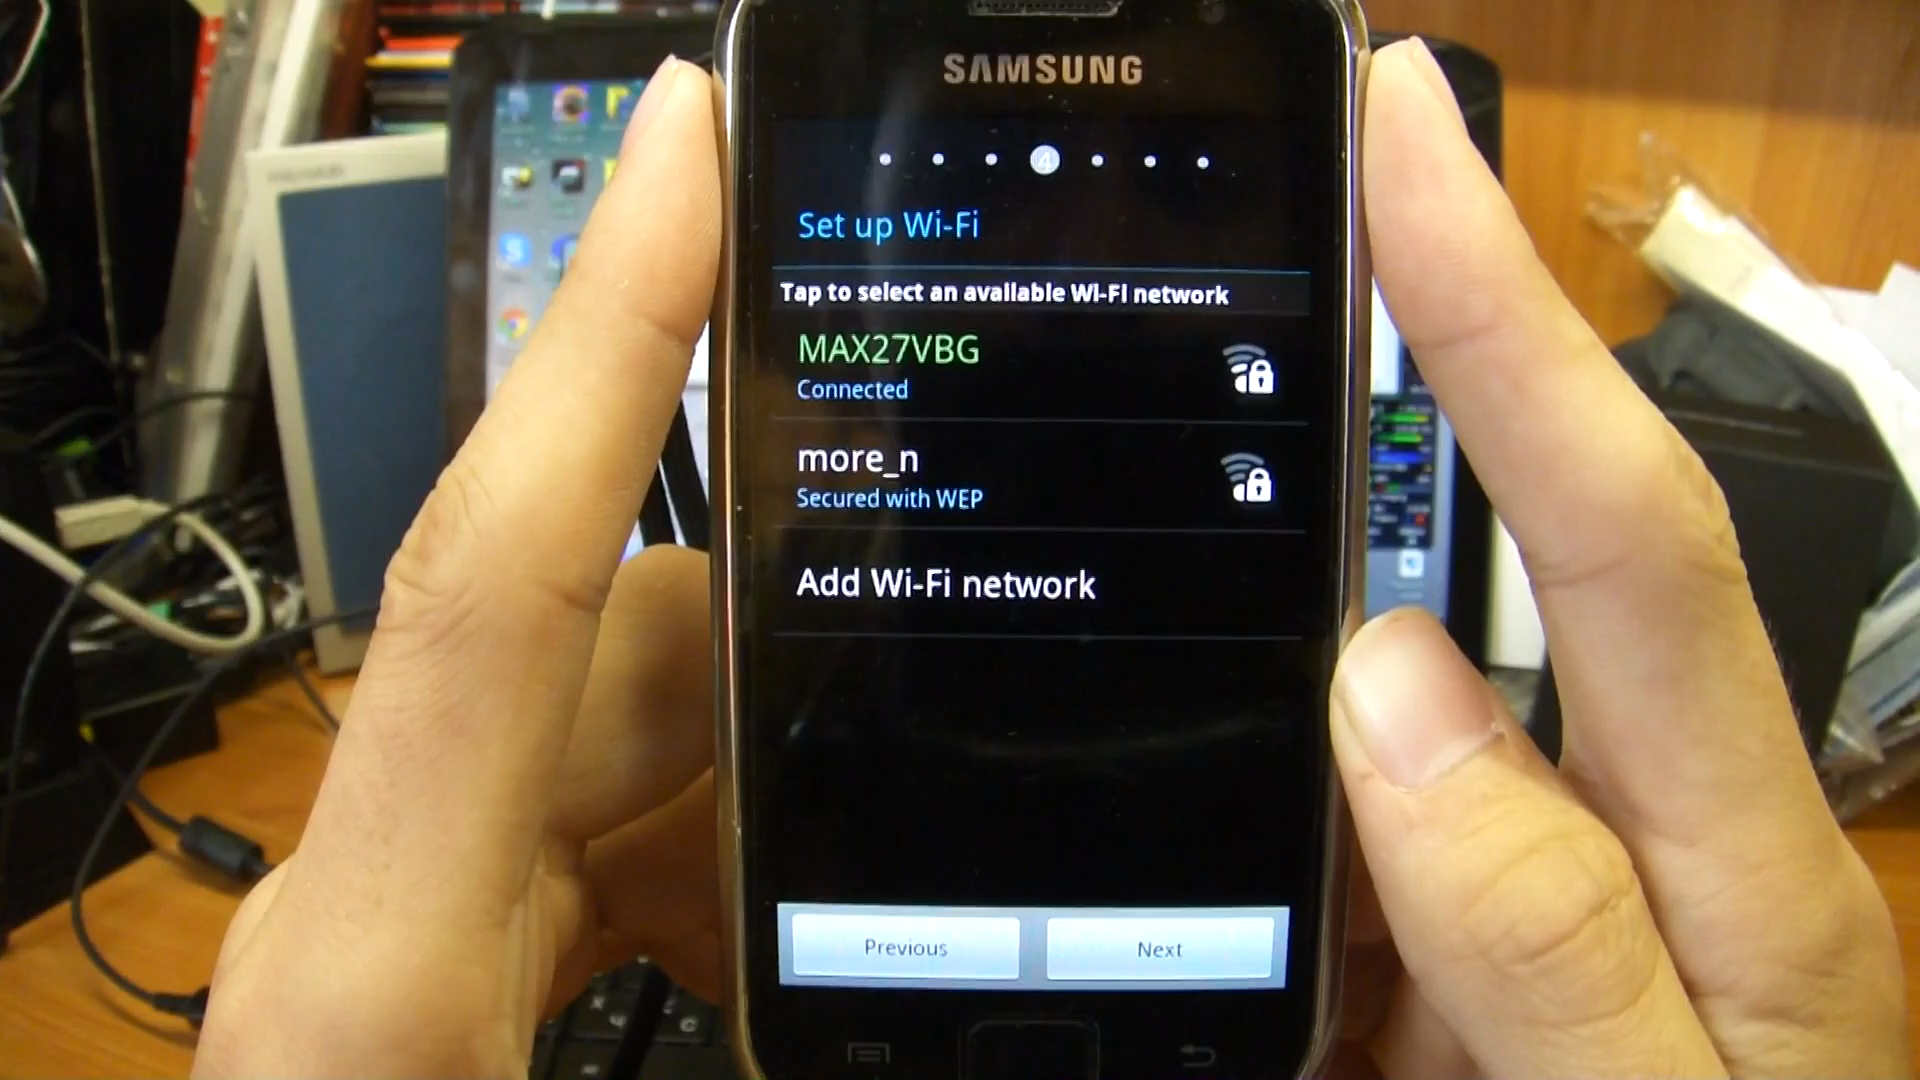 SAMSUNG
4
Set up Wi-Fi
Tap to select an available Wi-Fi network
MAX27VBG
Connected
more_n
Secured with WEP
Add Wi-Fi network
Previous
Next
X
C